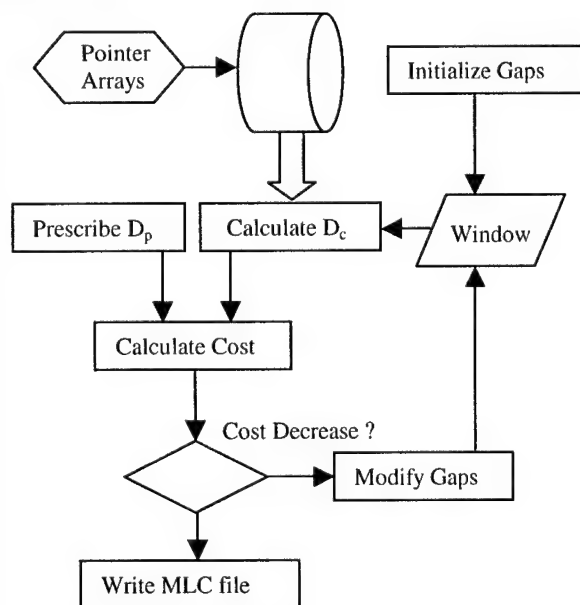 Pointer
Arrays
Initialize Gaps
Prescribe Dp
Calculate Dc
Window
Calculate Cost
Cost Decrease ?
Modify Gaps
Write MLC file